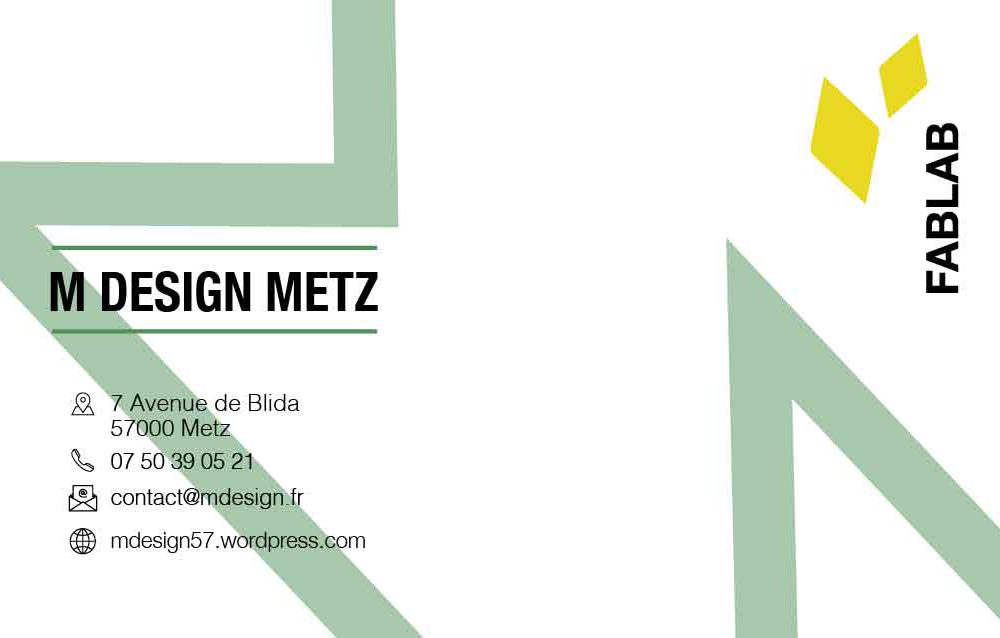 FABLAB
M DESIGN METZ
7 Avenue de Blida
57000 Metz
07 50 39 05 21
contact@mdesign.fr
mdesign57.wordpress.com